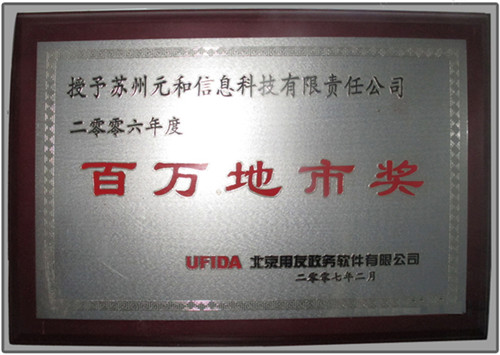 授予苏州元和信息科技有限责任公司
二零零六年度
百万地市奖
UFIDA 北京用友政务软件有限公司
二零零七年二月